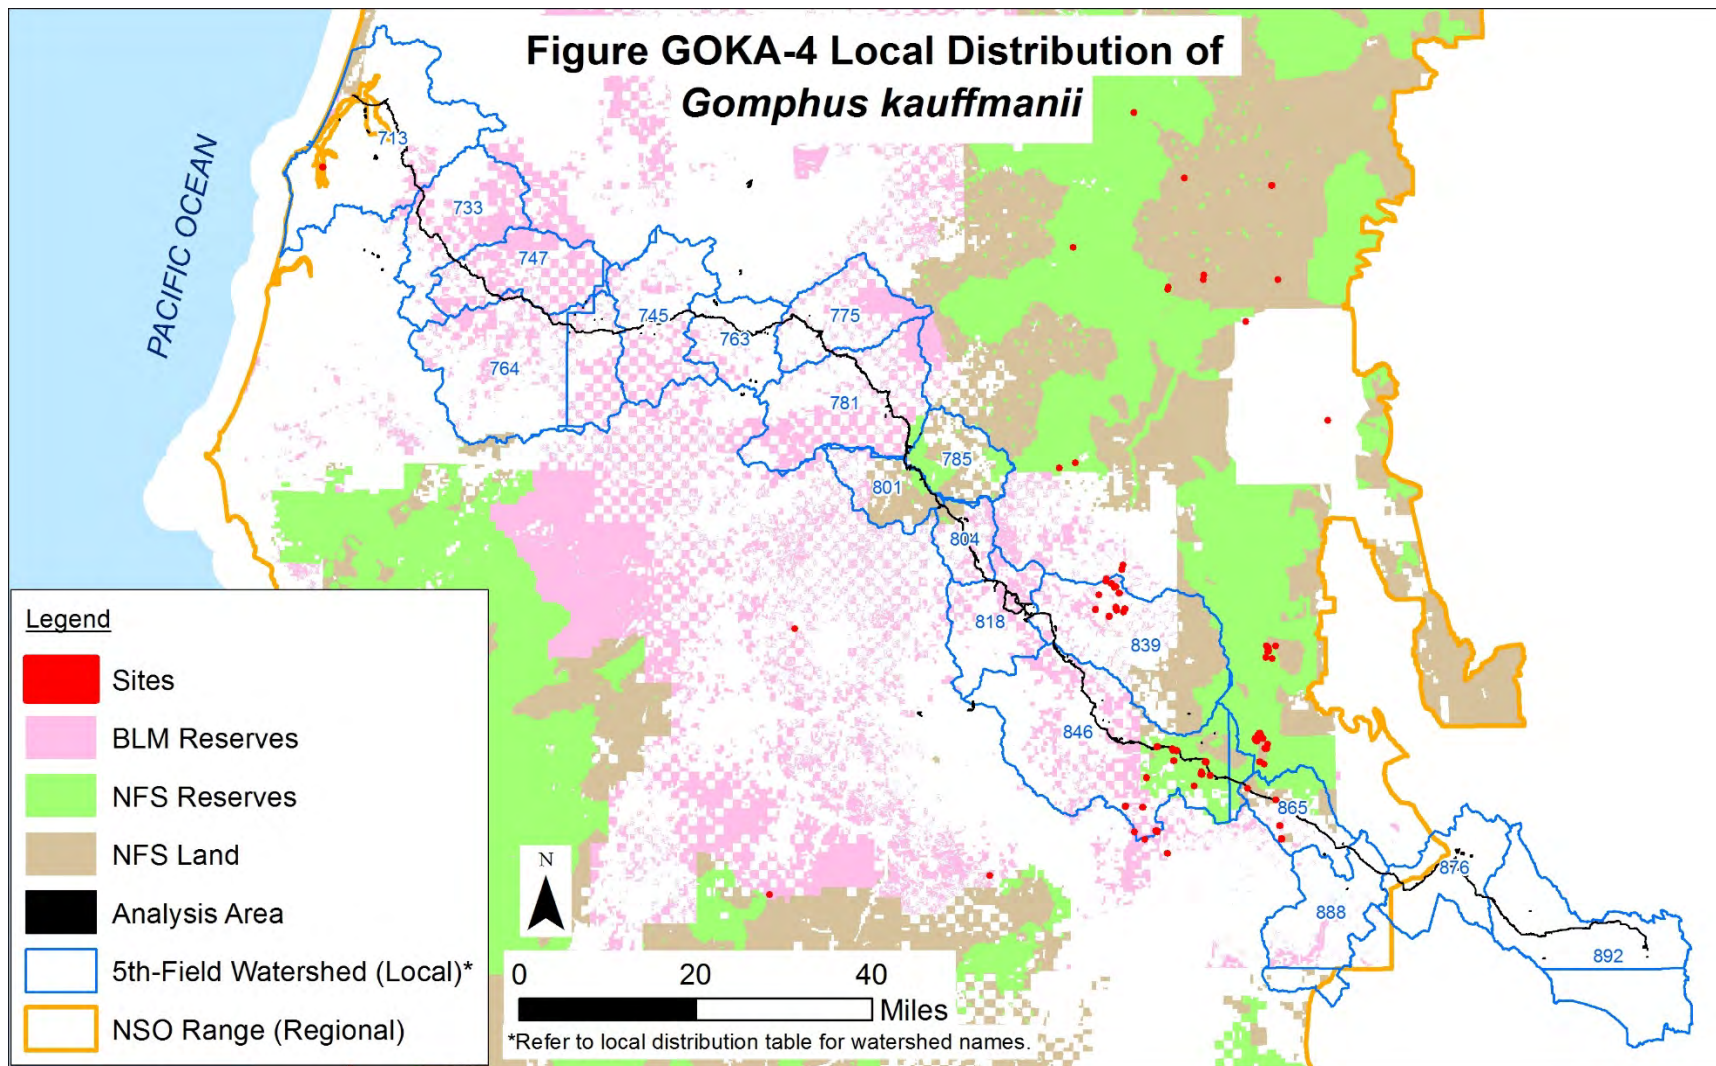 Figure GOKA-4 Local Distribution of
Gomphus kauffmanii
PACIFIC OCEAN
713
733
747
745
775
763
764
781
785
801
804
818
839
846
865
876
888
892
Legend
Sites
BLM Reserves
NFS Reserves
NFS Land
Analysis Area
5th-Field Watershed (Local)*
NSO Range (Regional)
N
0 20 40
Miles
*Refer to local distribution table for watershed names.